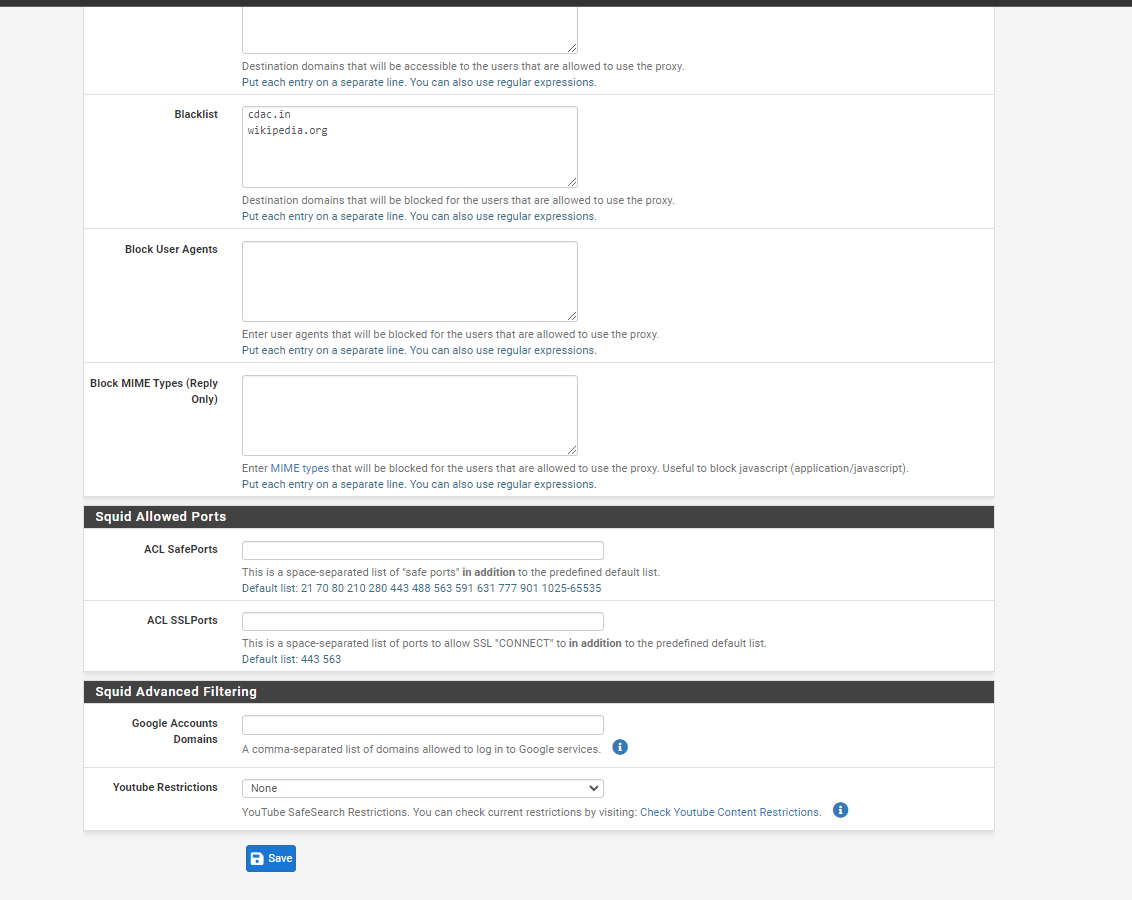 Destination domains that will be accessible to the users that are allowed to use the proxy.
Put each entry on a separate line. You can also use regular expressions.
Blacklist
cdac.in
wikipedia.org
Destination domains that will be blocked for the users that are allowed to use the proxy.
Put each entry on a separate line. You can also use regular expressions.
Block User Agents
Enter user agents that will be blocked for the users that are allowed to use the proxy.
Put each entry on a separate line. You can also use regular expressions.
Block MIME Types (Reply
Only)
Enter MIME types that will be blocked for the users that are allowed to use the proxy. Useful to block javascript (application/javascript).
Put each entry on a separate line. You can also use regular expressions.
Squid Allowed Ports
ACL SafePorts
This is a space-separated list of "safe ports" in addition to the predefined default list.
Default list: 21 70 80 210 280 443 488 563 591 631 777 901 1025-65535
ACL SSLPorts
This is a space-separated list of ports to allow SSL "CONNECT" to in addition to the predefined default list.
Default list: 443 563
Squid Advanced Filtering
Google Accounts
Domains
A comma-separated list of domains allowed to log in to Google services.
Youtube Restrictions
None
YouTube SafeSearch Restrictions. You can check current restrictions by visiting: Check Youtube Content Restrictions.
Save